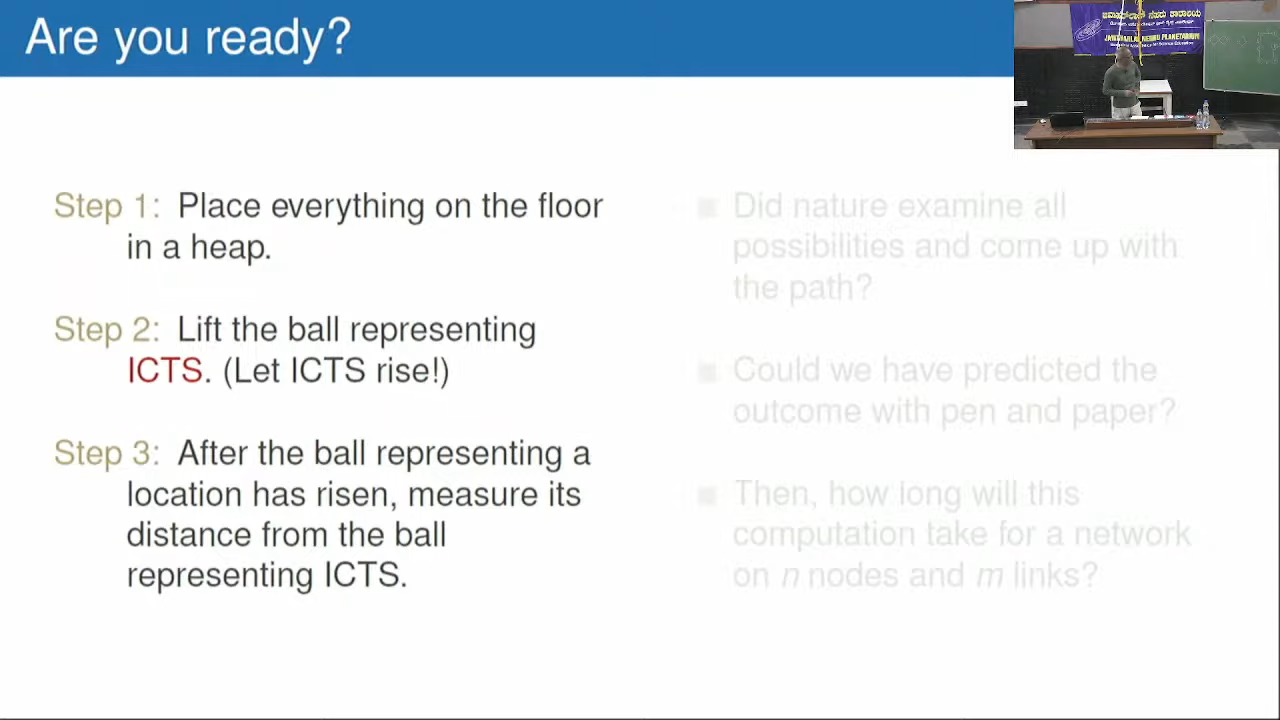 Are you ready?
Step 1: Place everything on the floor
in a heap.
Step 2: Lift the ball representing
ICTS. (Let ICTS rise!)
Step 3: After the ball representing a
location has risen, measure its
distance from the ball
representing ICTS.
Did nature examine all
possibilities and come up with
the path?
Could we have predicted the
outcome with pen and paper?
Then, how long will this
computation take for a network
on n nodes and m links?
JAWAHARLAL NEHRU PLANETARIUM